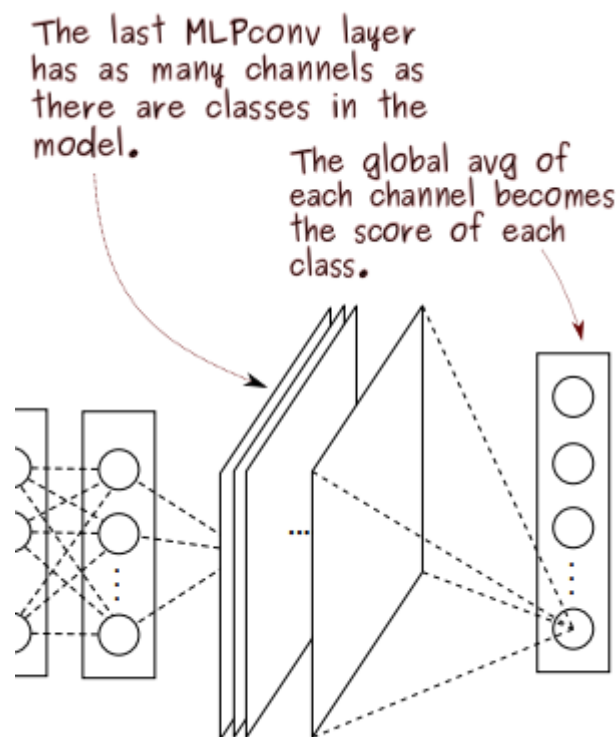 The last MLPconv layer
has as many channels as
there are classes in the
model.
The global avg of
each channel becomes
the score of each
class.
...